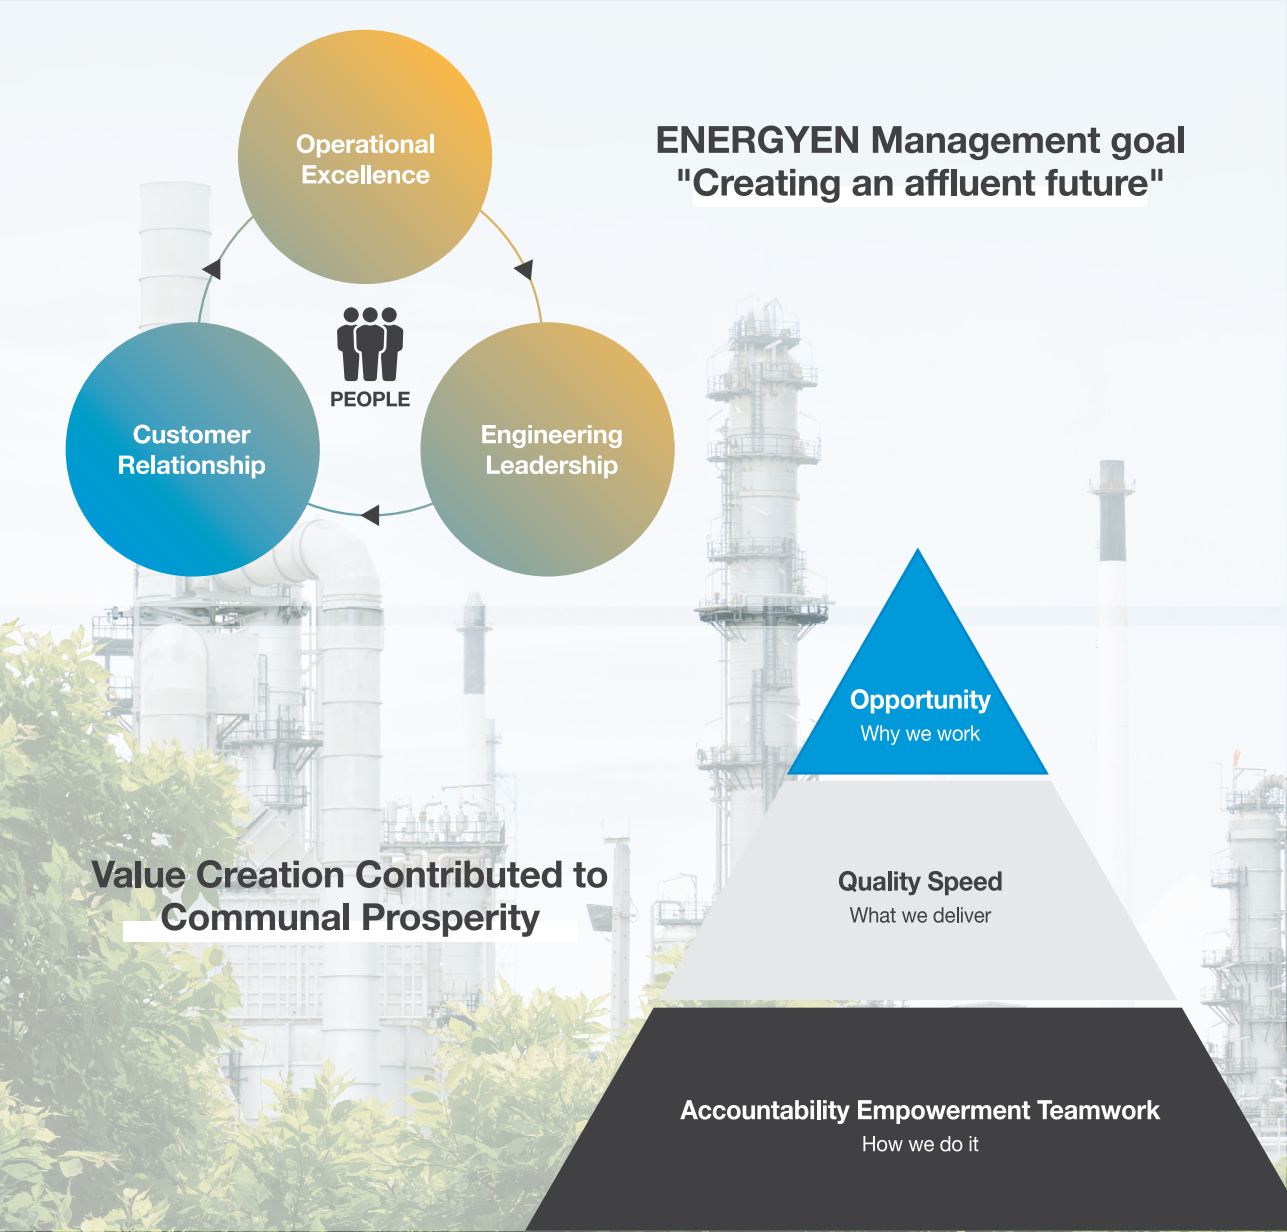 Operational
Excellence
ENERGYEN Management goal
"Creating an affluent future"
PEOPLE
Customer
Relationship
Engineering
Leadership
Opportunity
Why we work
Value Creation Contributed to
Communal Prosperity
Quality Speed
What we deliver
Accountability Empowerment Teamwork
How we do it